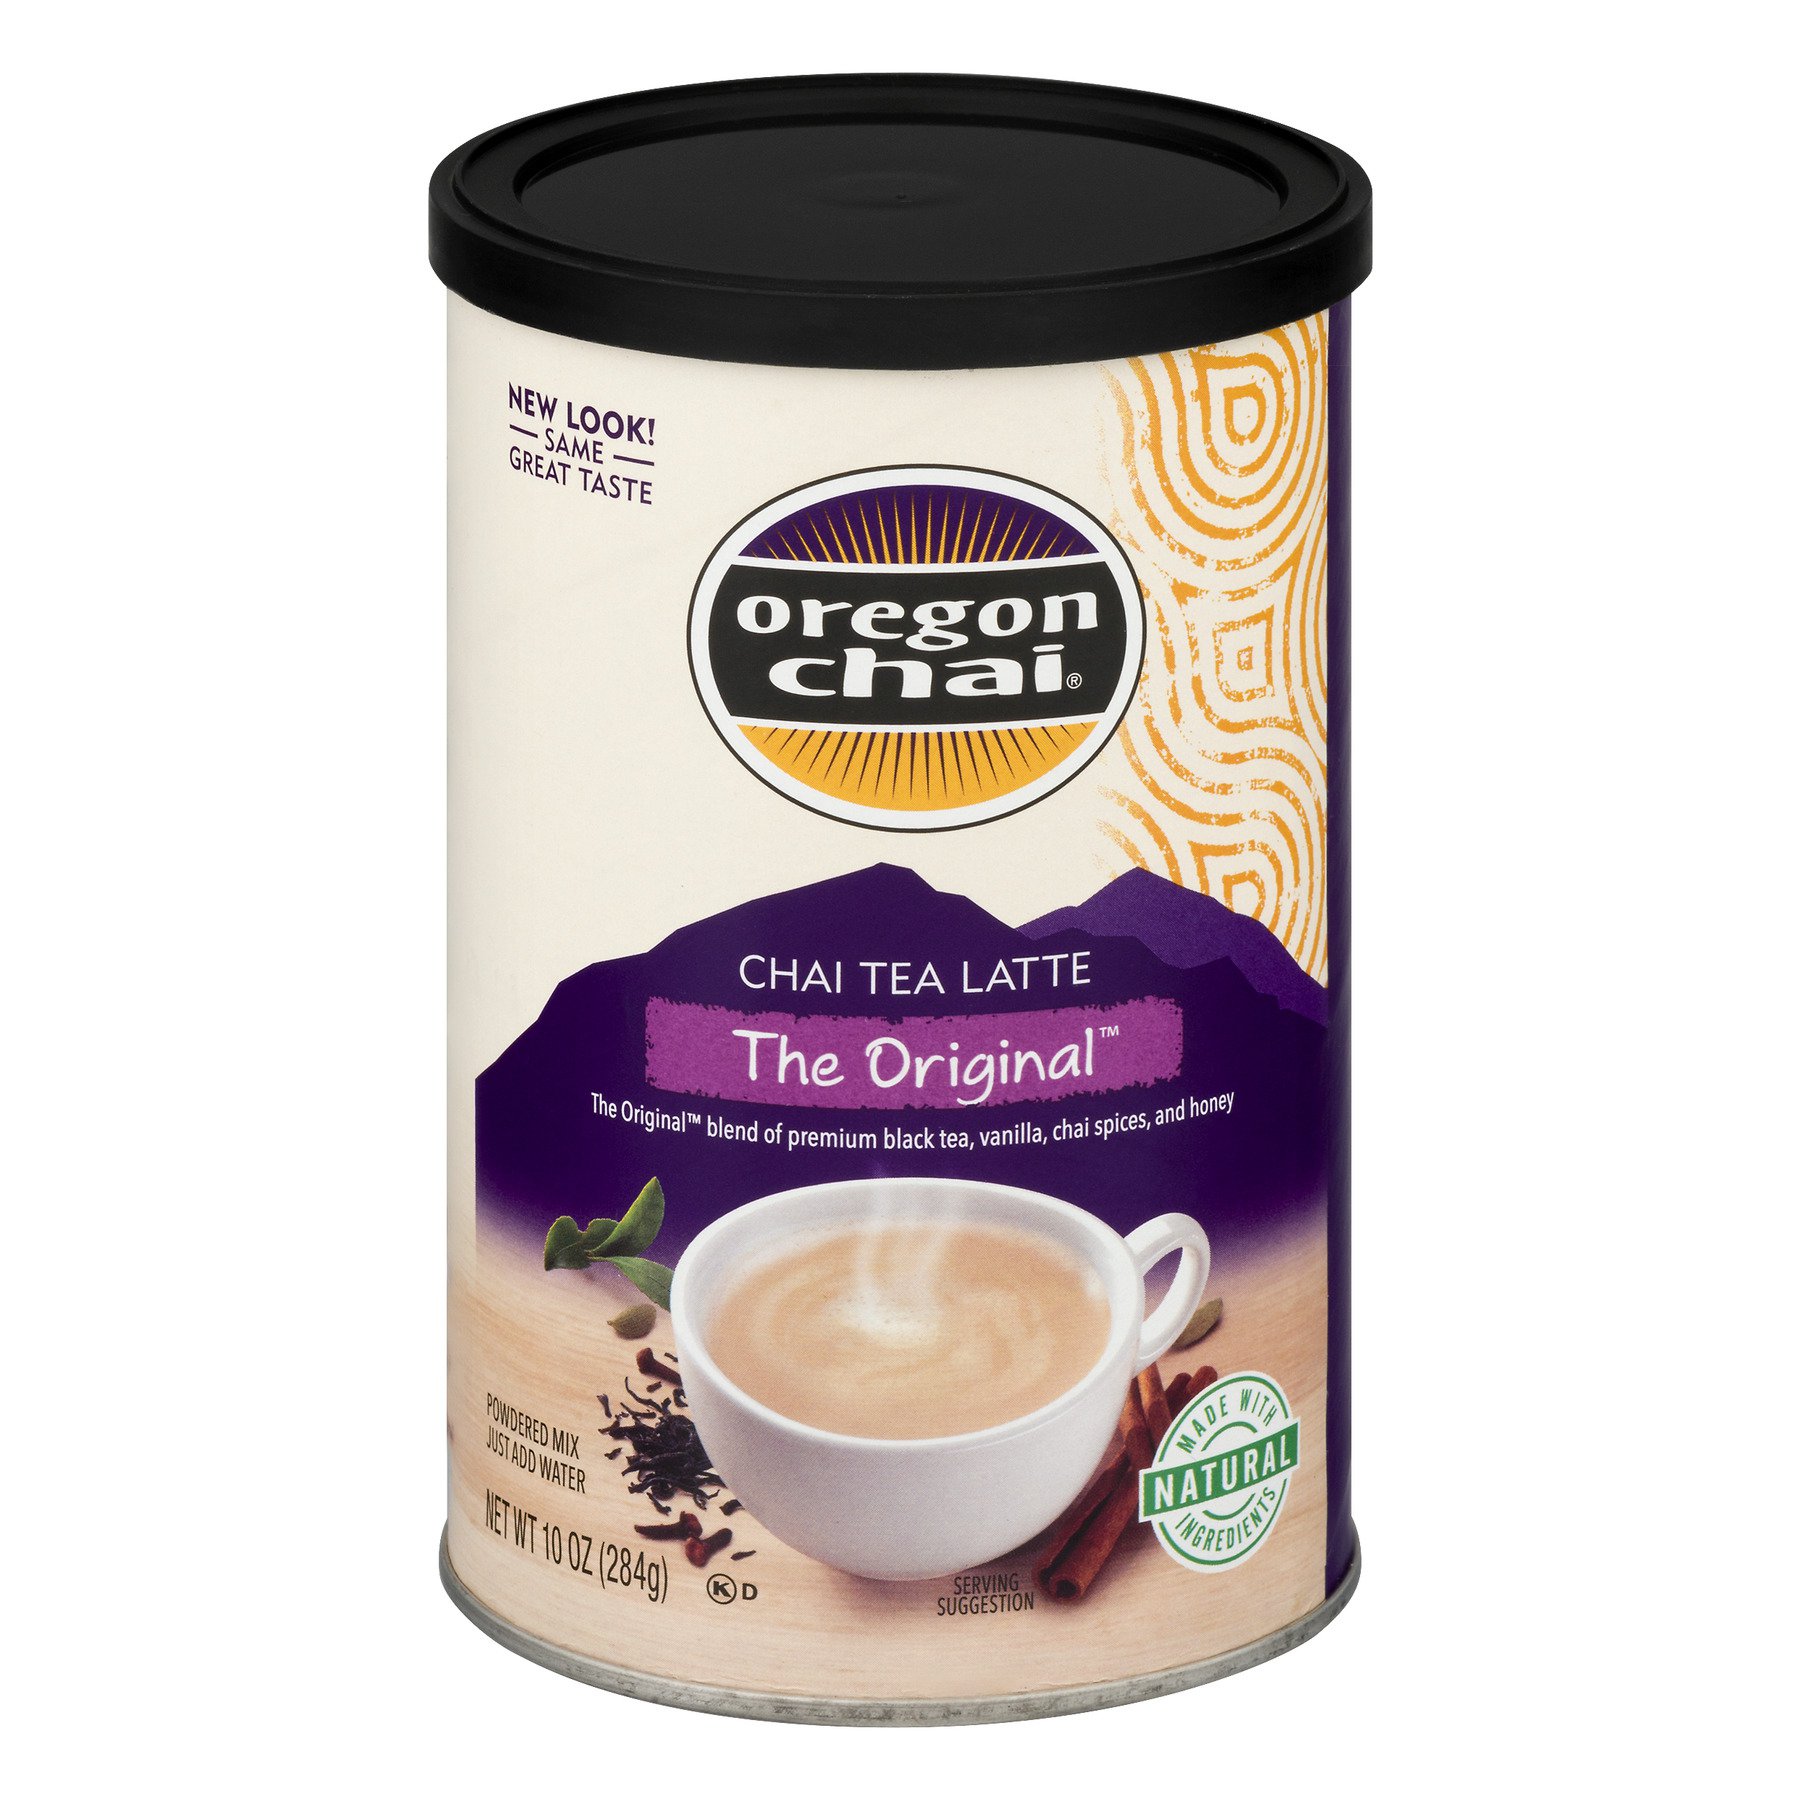 NEW LOOK!
SAME
GREAT TASTE
oregon
chai®
CHAI TEA LATTE
The Original™
The Original™ blend of premium black tea, vanilla, chai spices, and honey
POWDERED MIX
JUST ADD WATER
NET WT 10 OZ (284g)
K D
SERVING
SUGGESTION
MADE WITH
NATURAL
INGREDIENTS